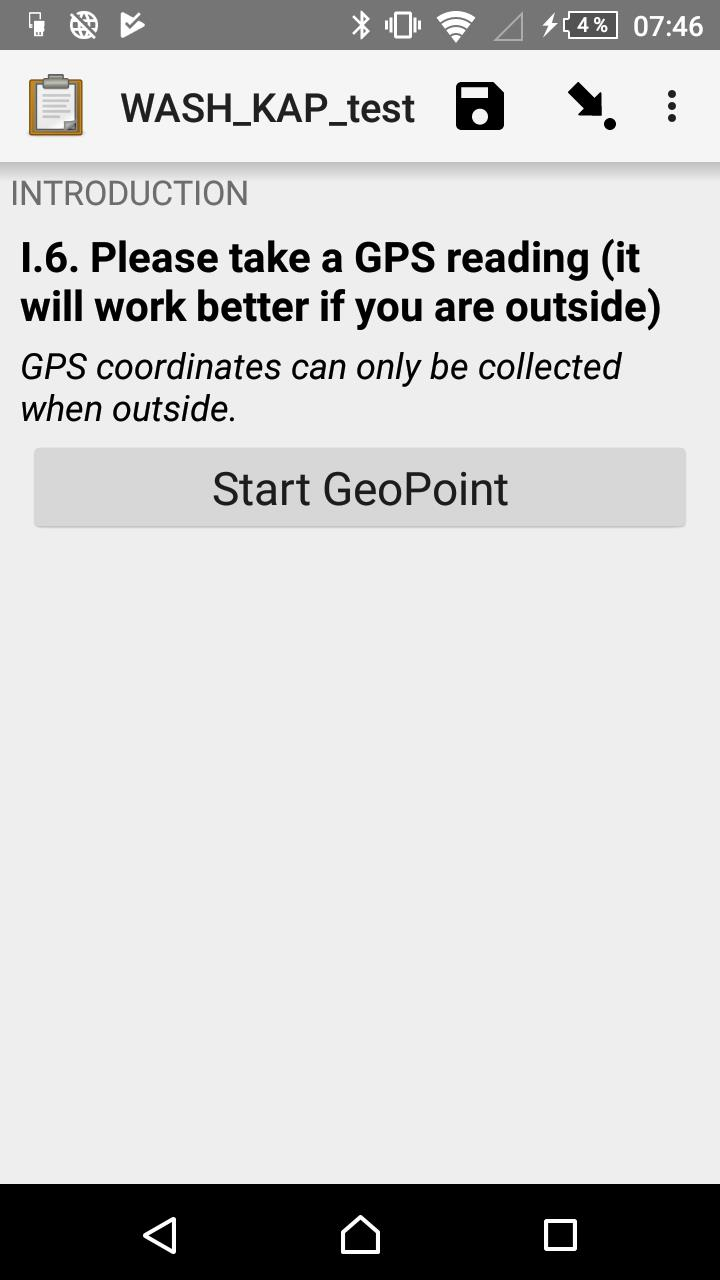 4 % 07:46
WASH_KAP_test
INTRODUCTION
I.6. Please take a GPS reading (it
will work better if you are outside)
GPS coordinates can only be collected
when outside.
Start GeoPoint